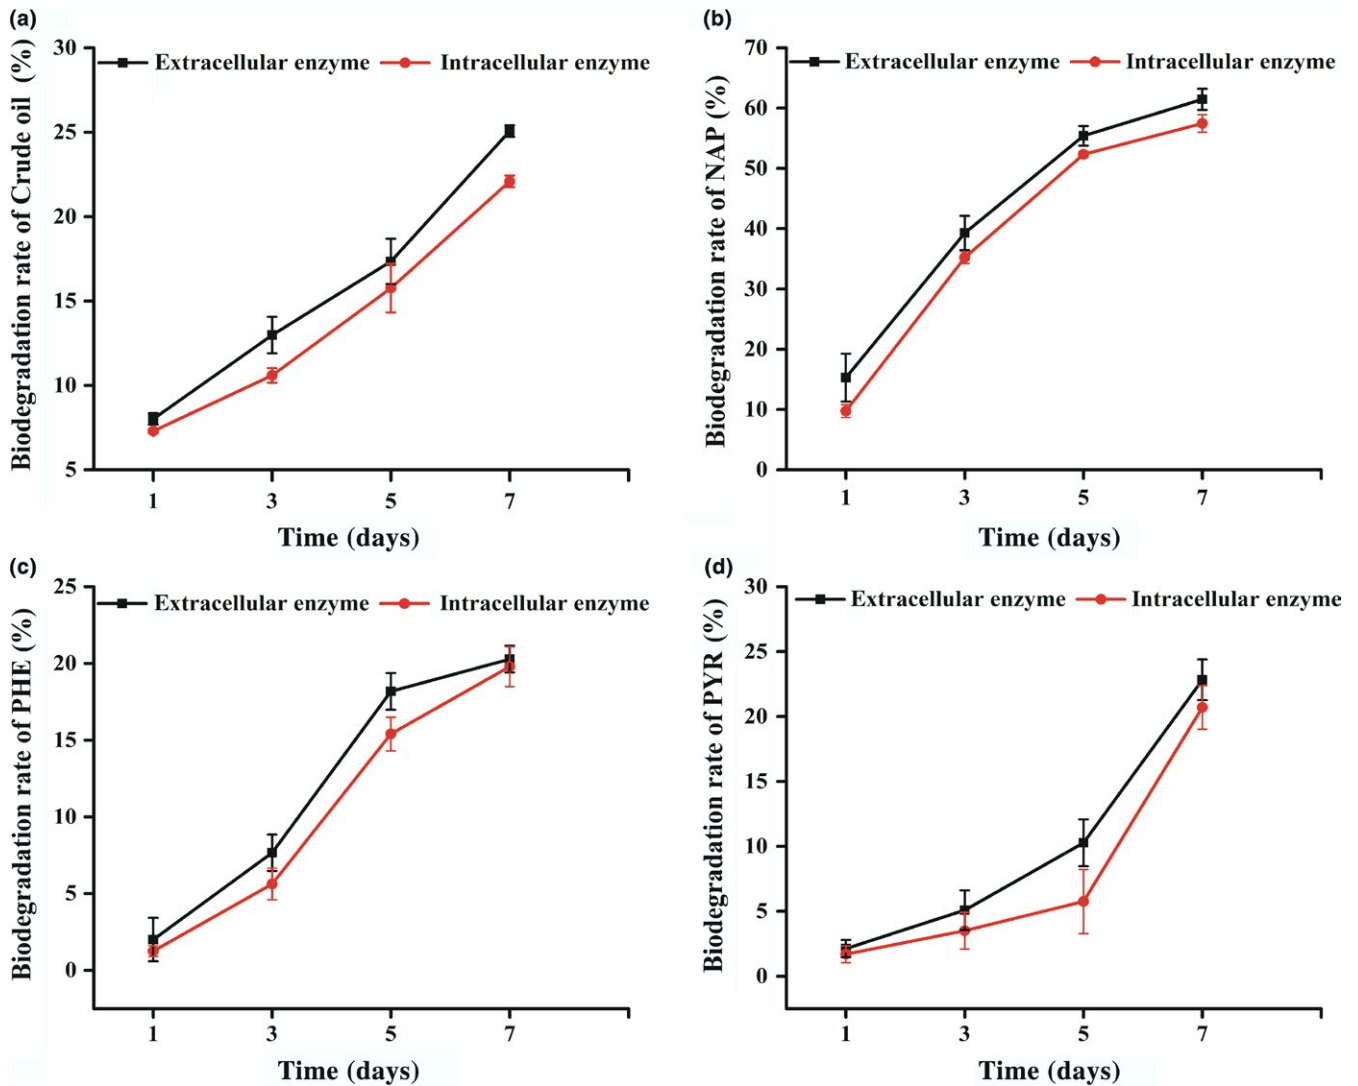 (a)
Biodegradation rate of Crude oil (%)
30
25
20
15
10
5
Extracellular enzyme
Intracellular enzyme
1 3 5 7
Time (days)
(b)
Biodegradation rate of NAP (%)
70
60
50
40
30
20
10
0
Extracellular enzyme
Intracellular enzyme
1 3 5 7
Time (days)
(c)
Biodegradation rate of PHE (%)
25
20
15
10
5
0
Extracellular enzyme
Intracellular enzyme
1 3 5 7
Time (days)
(d)
Biodegradation rate of PYR (%)
30
25
20
15
10
5
0
Extracellular enzyme
Intracellular enzyme
1 3 5 7
Time (days)